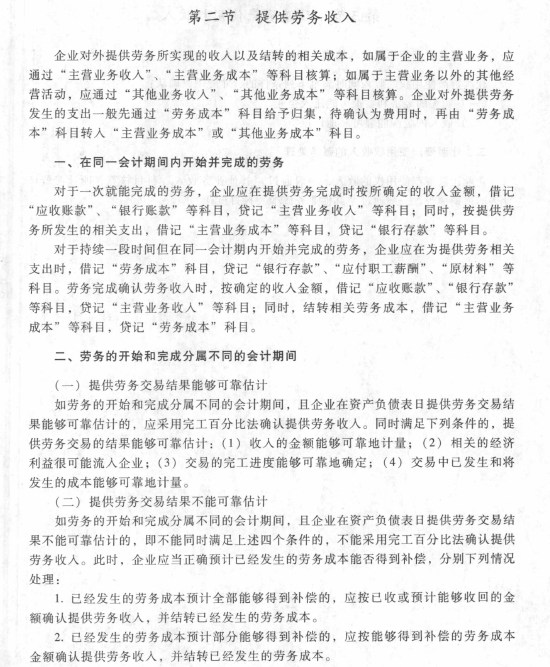 第二节 提供劳务收入
企业对外提供劳务所实现的收入以及结转的相关成本，如属于企业的主营业务，应
通过“主营业务收入”、“主营业务成本”等科目核算；如属于主营业务以外的其他经
营活动，应通过“其他业务收入”、“其他业务成本”等科目核算。企业对外提供劳务
发生的支出一般先通过“劳务成本”科目给予归集，待确认为费用时，再由“劳务成
本”科目转入“主营业务成本”或“其他业务成本”科目。
一、在同一会计期间内开始并完成的劳务
对于一次就能完成的劳务，企业应在提供劳务完成时按所确定的收入金额，借记
“应收账款”、“银行账款”等科目，贷记“主营业务收入”等科目；同时，按提供劳
务所发生的相关支出，借记“主营业务成本”等科目，贷记“银行存款”等科目。
对于持续一段时间但在同一会计期内开始并完成的劳务，企业应在为提供劳务相关
支出时，借记“劳务成本”科目，贷记“银行存款”、“应付职工薪酬”、“原材料”等
科目。劳务完成确认劳务收入时，按确定的收入金额，借记“应收账款”、“银行存款”
等科目，贷记“主营业务收入”等科目；同时，结转相关劳务成本，借记“主营业务
成本”等科目，贷记“劳务成本”科目。
二、劳务的开始和完成分属不同的会计期间
（一）提供劳务交易结果能够可靠估计
如劳务的开始和完成分属不同的会计期间，且企业在资产负债表日提供劳务交易结
果能够可靠估计的，应采用完工百分比法确认提供劳务收入。同时满足下列条件的，提
供劳务交易的结果能够可靠估计：（1）收入的金额能够可靠地计量；（2）相关的经济
利益很可能流入企业；（3）交易的完工进度能够可靠地确定；（4）交易中已发生和将
发生的成本能够可靠地计量。
（二）提供劳务交易结果不能可靠估计
如劳务的开始和完成分属不同的会计期间，且企业在资产负债表日提供劳务交易结
果不能可靠估计的，即不能同时满足上述四个条件的，不能采用完工百分比法确认提供
劳务收入。此时，企业应当正确预计已经发生的劳务成本能否得到补偿，分别下列情况
处理：
1. 已经发生的劳务成本预计全部能够得到补偿的，应按已收或预计能够收回的金
额确认提供劳务收入，并结转已经发生的劳务成本。
2. 已经发生的劳务成本预计部分能够得到补偿的，应按能够得到补偿的劳务成本
金额确认提供劳务收入，并结转已经发生的劳务成本。